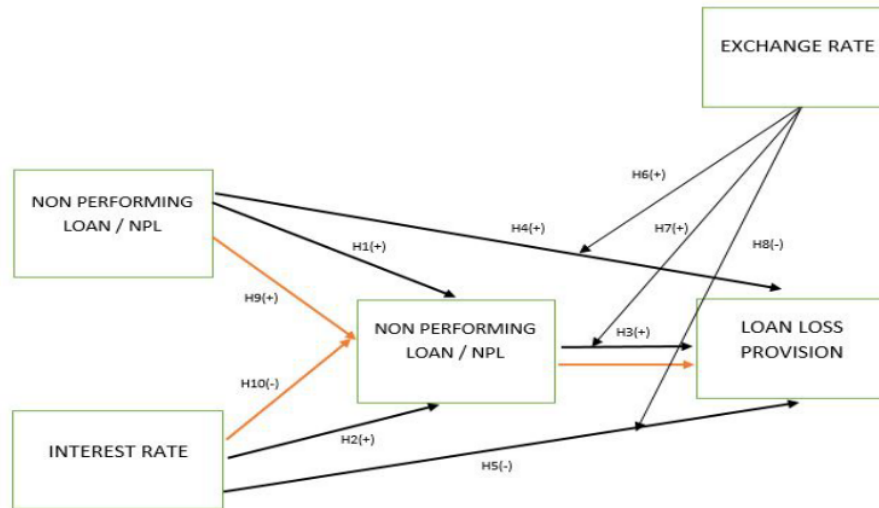 EXCHANGE RATE
H6(+)
NON PERFORMING
LOAN / NPL
H7(+)
H4(+)
H1(+)
H8(-)
H9(+)
NON PERFORMING
LOAN / NPL
H3(+)
LOAN LOSS
PROVISION
H10(-)
H2(+)
INTEREST RATE
H5(-)